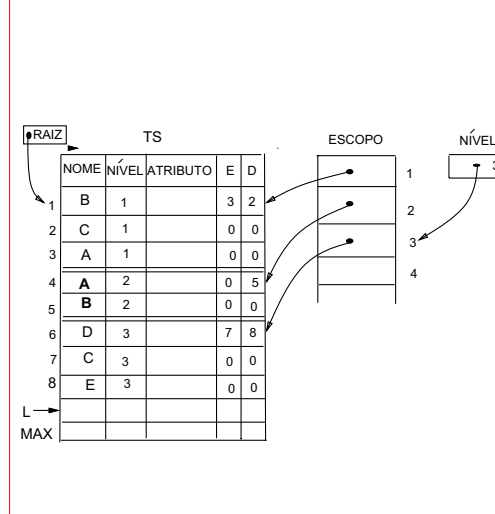 RAIZ TS ESCOPO NÍVEL
NOME NÍVEL ATRIBUTO E D
1 B 1 3 2 1 3
2 C 1 0 0 2
3 A 1 0 0 3
4 A 2 0 5 4
5 B 2 0 0
6 D 3 7 8
7 C 3 0 0
8 E 3 0 0
L
MAX